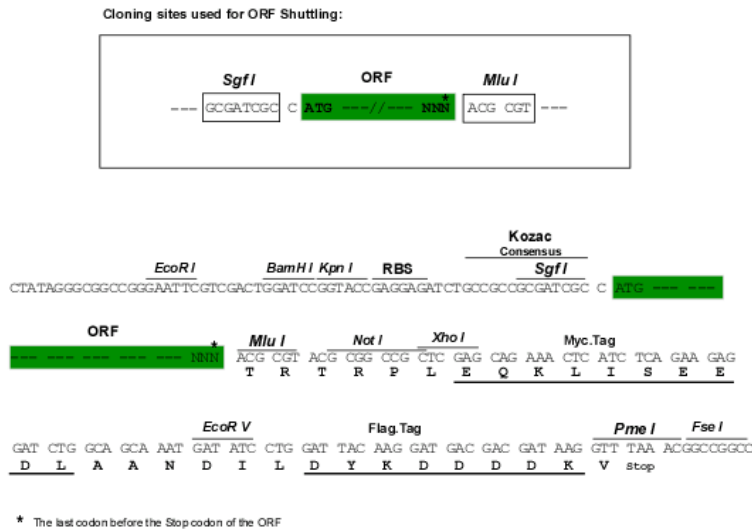 Cloning sites used for ORF Shuttling:
Sgf I ORF Mlu I
*
--- GCGATCGC C ATG ---//--- NNN ACG CGT ---
Kozac
Consensus
EcoR I BamH I Kpn I RBS Sgf I
CTATAGGGCGGCCGGGAATTCGTCGACTGGATCCGGTACCGAGGAGATCTGCCGCCGCGATCGC C ATG --- ---
ORF * Mlu I Not I Xho I Myc.Tag
--- --- --- --- --- --- NNN ACG CGT ACG CGG CCG CTC GAG CAG AAA CTC ATC TCA GAA GAG
T R T R P L E Q K L I S E E
EcoR V Flag.Tag Pme I Fse I
GAT CTG GCA GCA AAT GAT ATC CTG GAT TAC AAG GAT GAC GAC GAT AAG GTT TAA ACGGCCGGCC
D L A A N D I L D Y K D D D D K V Stop
* The last codon before the Stop codon of the ORF